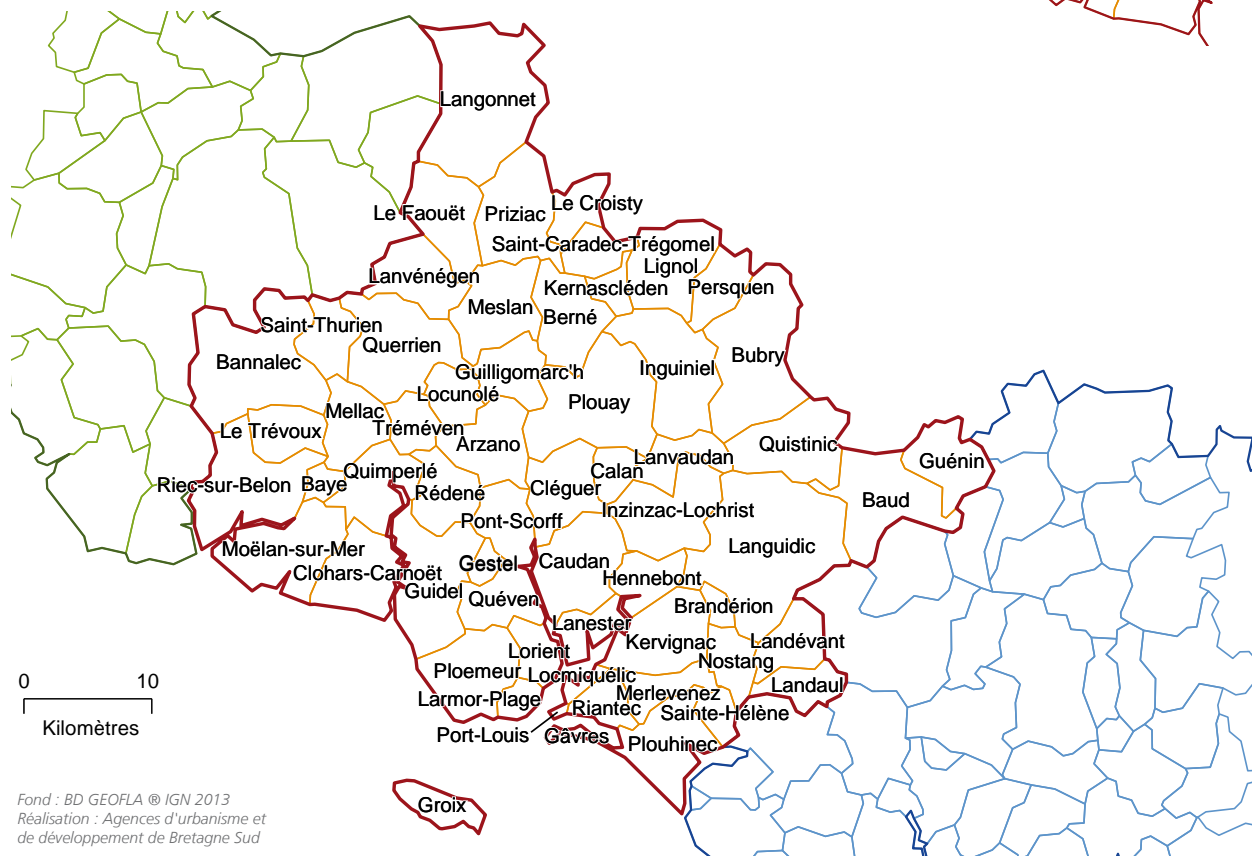 Langonnet
Le Croisty
Le Faouët
Priziac
Saint-Caradec-Trégomel
Lignol
Lanvénégen
Kernascléden
Persquen
Meslan
Berné
Saint-Thurien
Querrien
Bannalec
Bubry
Guilligomarc'h
Inguiniel
Locunolé
Plouay
Mellac
Le Trévoux
Tréméven
Arzano
Quistinic
Lanvaudan
Guénin
Quimperlé
Calan
Riec-sur-Belon
Baye
Rédené
Cléguer
Baud
Inzinzac-Lochrist
Pont-Scorff
Languidic
Moëlan-sur-Mer
Gestel
Caudan
Clohars-Carnoët
Hennebont
Guidel
Quéven
Brandérion
Lanester
Kervignac
Landévant
Lorient
Nostang
Ploemeur
Locmiquélic
Landaul
Merlevenez
Larmor-Plage
Riantec
Sainte-Hélène
Port-Louis
Gâvres
Plouhinec
Groix
0 10
Kilomètres
Fond : BD GEOFLA ® IGN 2013
Réalisation : Agences d'urbanisme et
de développement de Bretagne Sud